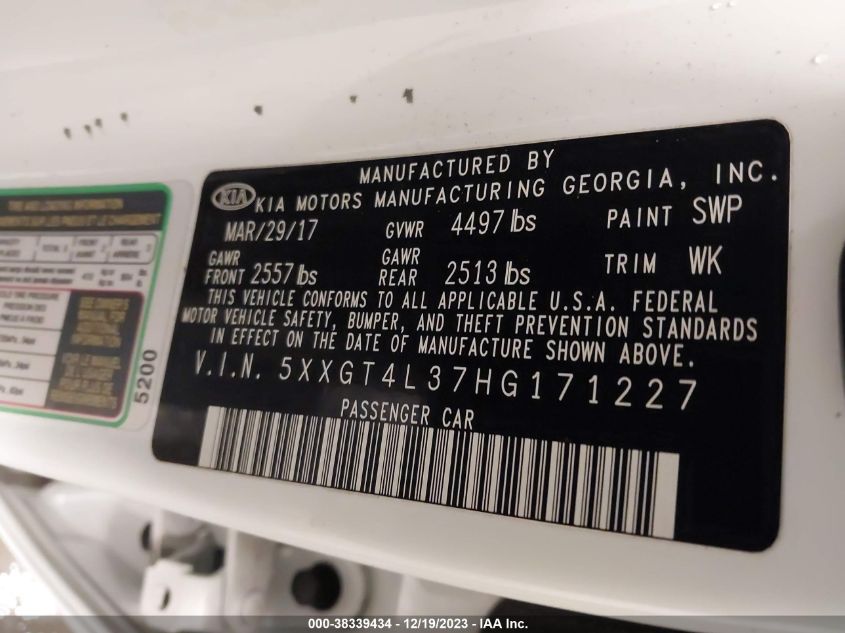 MANUFACTURED BY
KIA KIA MOTORS MANUFACTURING GEORGIA, INC.
MAR/29/17 GVWR 4497 lbs PAINT SWP
GAWR FRONT 2557 lbs GAWR REAR 2513 lbs TRIM WK
THIS VEHICLE CONFORMS TO ALL APPLICABLE U.S.A. FEDERAL
MOTOR VEHICLE SAFETY, BUMPER, AND THEFT PREVENTION STANDARDS
IN EFFECT ON THE DATE OF MANUFACTURE SHOWN ABOVE.
V.I.N. 5XXGT4L37HG171227
PASSENGER CAR
5200
000-38339434 - 12/19/2023 - IAA Inc.